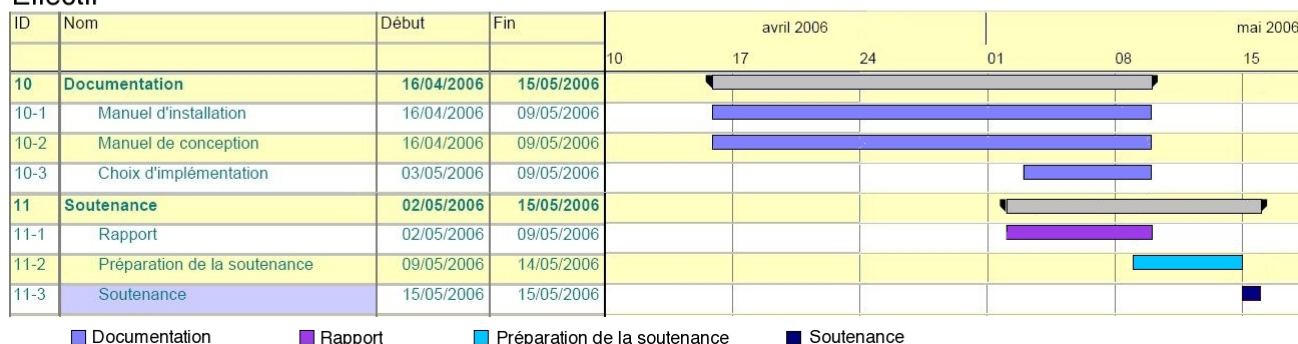 Effectif
ID Nom Début Fin avril 2006 mai 2006
10 17 24 01 08 15
10 Documentation 16/04/2006 15/05/2006
10-1 Manuel d'installation 16/04/2006 09/05/2006
10-2 Manuel de conception 16/04/2006 09/05/2006
10-3 Choix d'implémentation 03/05/2006 09/05/2006
11 Soutenance 02/05/2006 15/05/2006
11-1 Rapport 02/05/2006 09/05/2006
11-2 Préparation de la soutenance 09/05/2006 14/05/2006
11-3 Soutenance 15/05/2006 15/05/2006
Documentation Rapport Préparation de la soutenance Soutenance